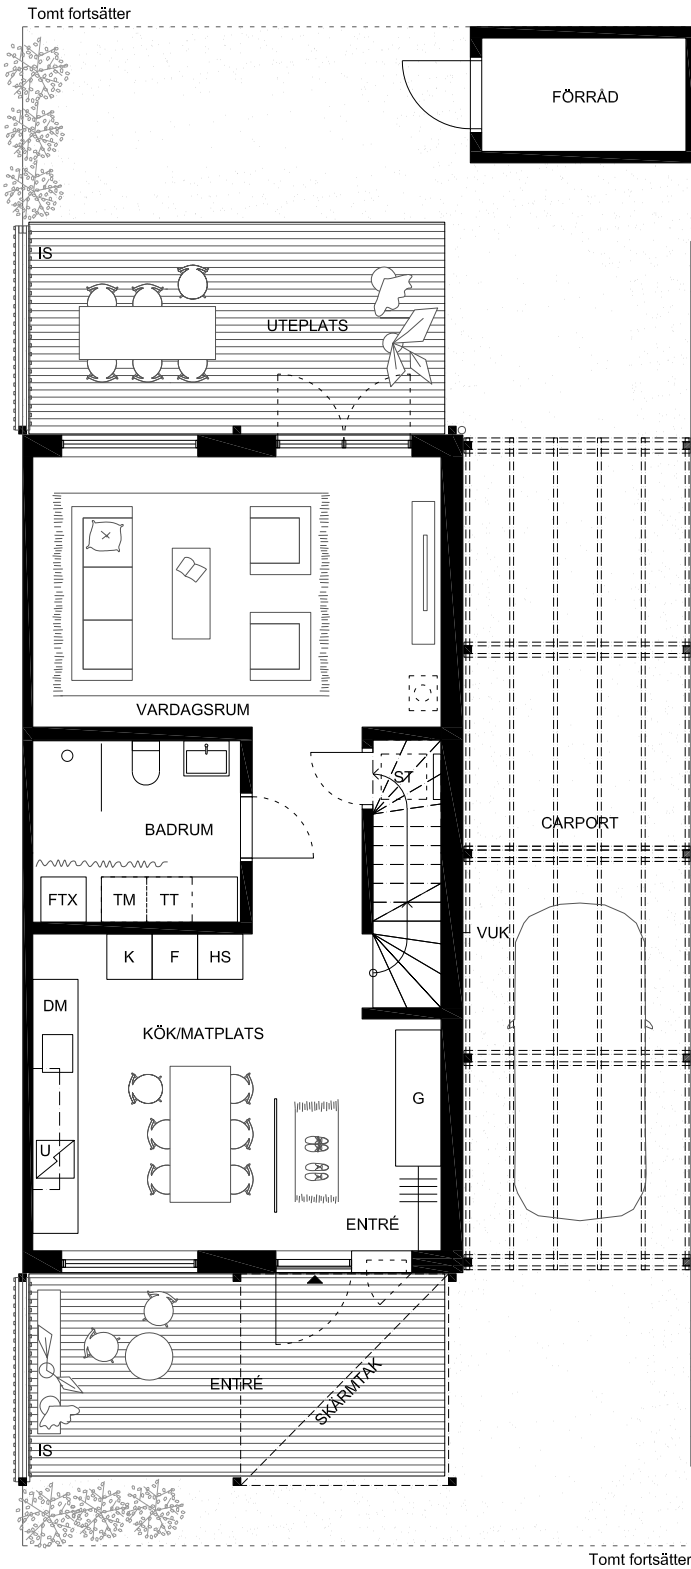 Tomt fortsätter
FÖRRÅD
IS
UTEPLATS
VARDAGSRUM
ST
BADRUM
CARPORT
FTX
TM
TT
VUK
K
F
HS
DM
KÖK/MATPLATS
G
U
ENTRÉ
ENTRÉ
SKÄRMTAK
IS
Tomt fortsätter